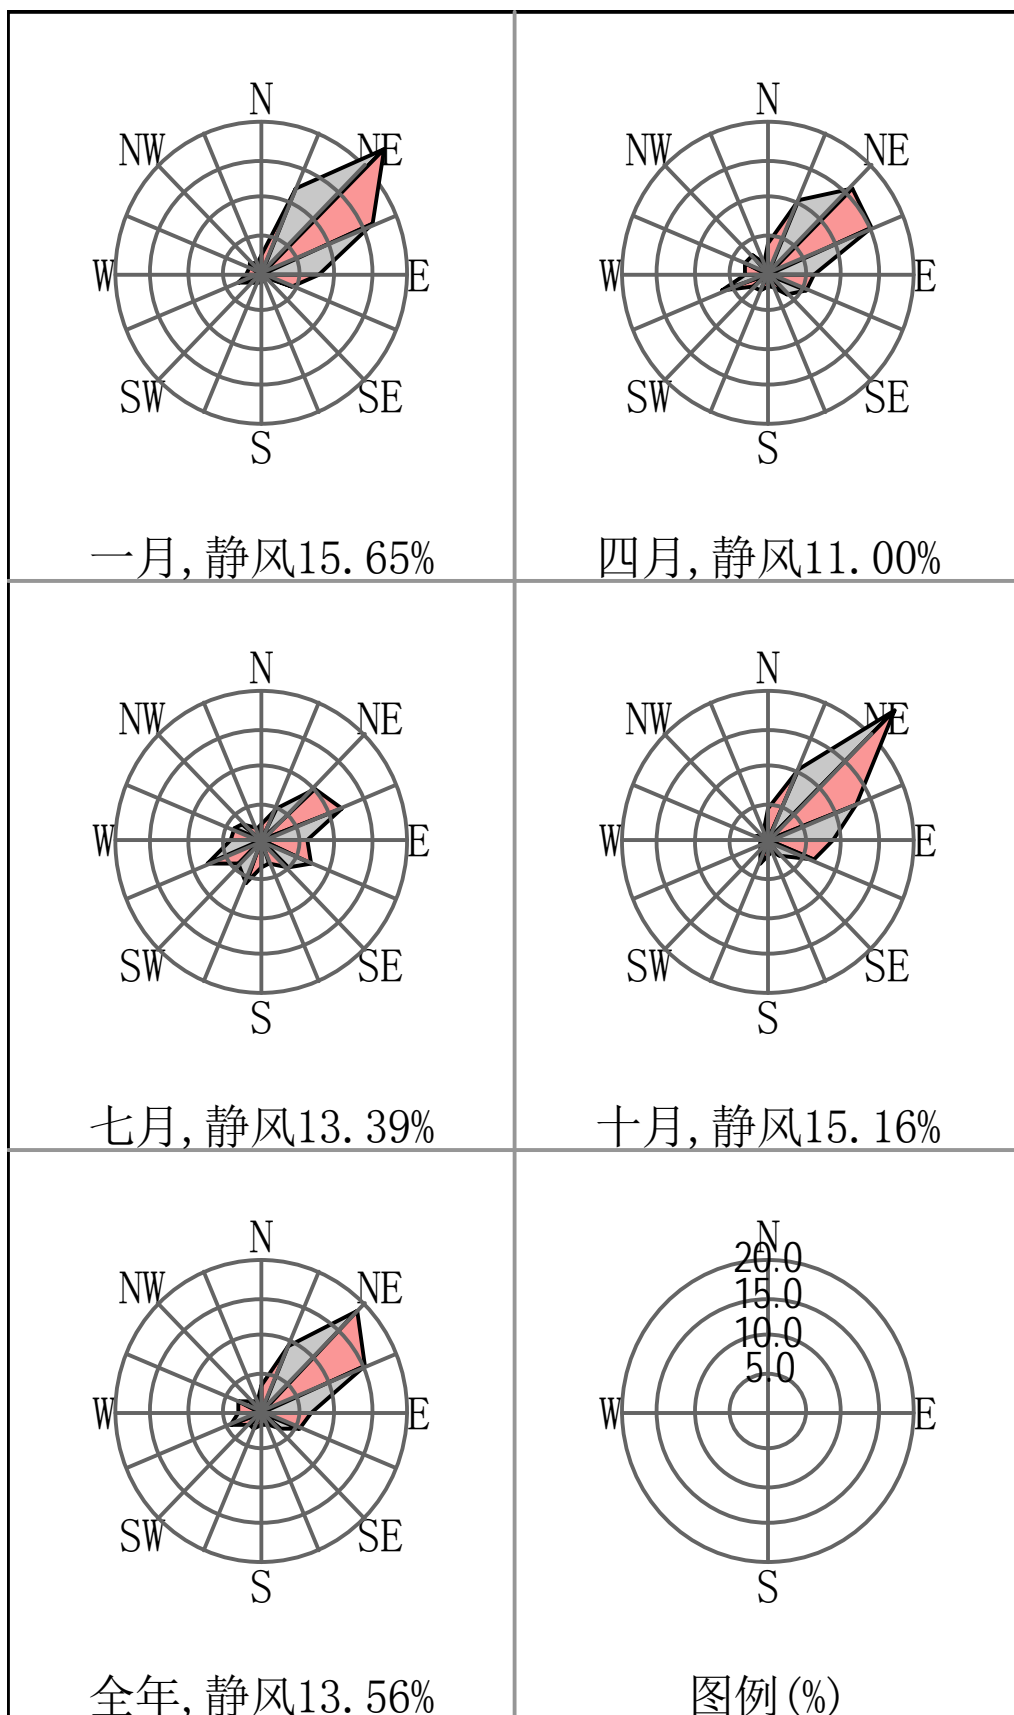 N
NW NE
W E
SW SE
S
一月,静风15.65%
N
NW NE
W E
SW SE
S
四月,静风11.00%
N
NW NE
W E
SW SE
S
七月,静风13.39%
N
NW NE
W E
SW SE
S
十月,静风15.16%
N
NW NE
W E
SW SE
S
全年,静风13.56%
N
20.0
15.0
10.0
5.0
W E
S
图例(%)